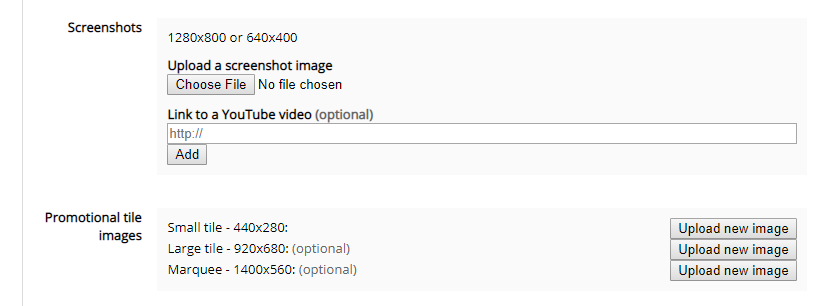 Screenshots
1280x800 or 640x400
Upload a screenshot image
Choose File No file chosen
Link to a YouTube video (optional)
http://
Add
Promotional tile
images
Small tile - 440x280:
Upload new image
Large tile - 920x680: (optional)
Upload new image
Marquee - 1400x560: (optional)
Upload new image